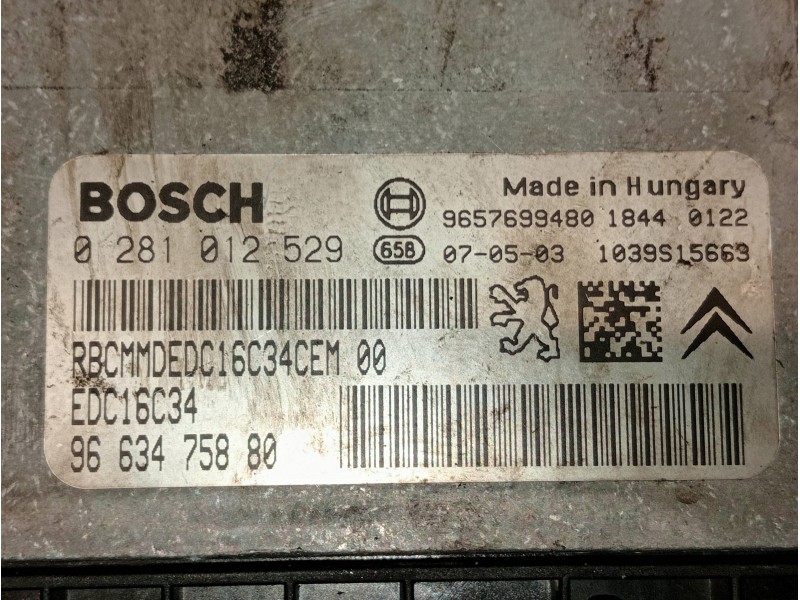 BOSCH
Made in Hungary
9657699480 1844 0122
0 281 012 529
658 07-05-03 1039S15663
RBCMMDEDC16C34CEM 00
EDC16C34
96 634 758 80